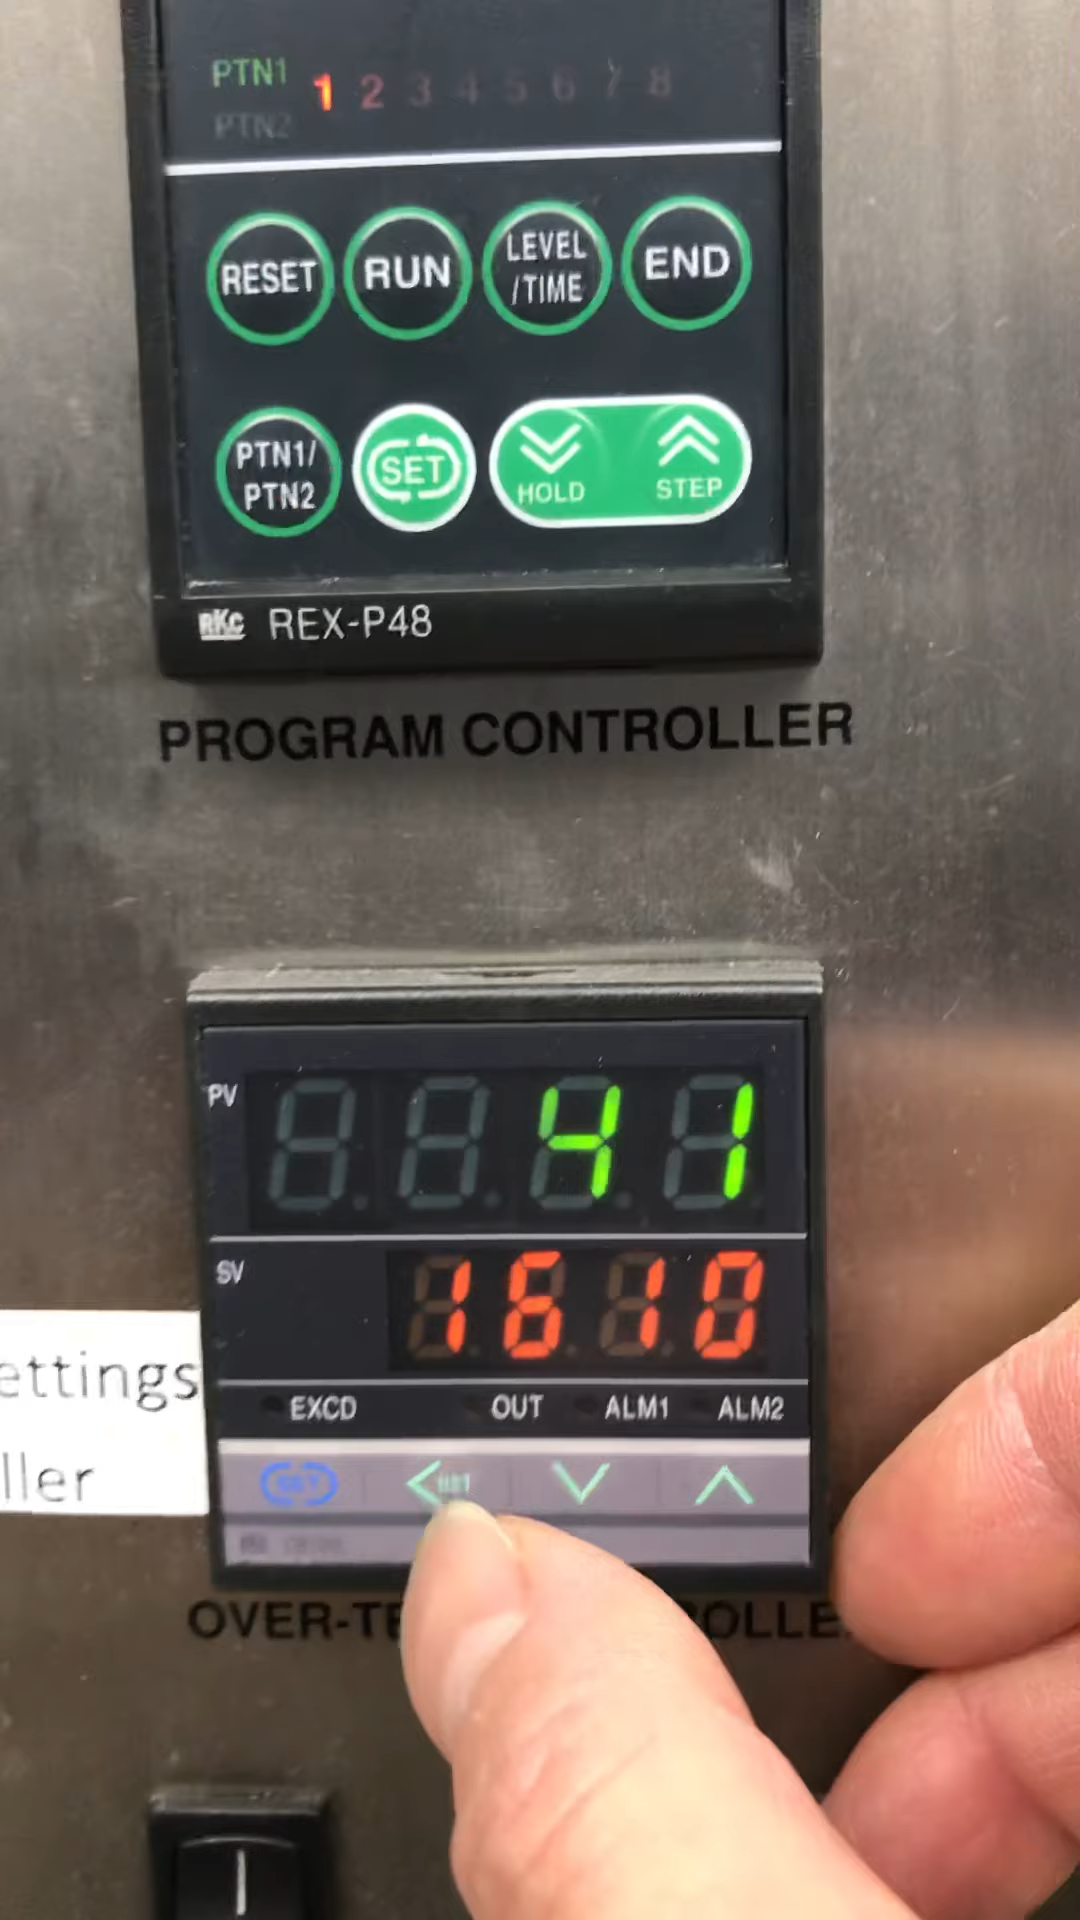 PTN1
1 2 3 4 5 6 7 8
PTN2
RESET RUN LEVEL /TIME END
PTN1/ PTN2 SET HOLD STEP
RKC REX-P48
PROGRAM CONTROLLER
PV 41
SV 1610
ettings
EXCD OUT ALM1 ALM2
ller
SET <
OVER-TE OLLE